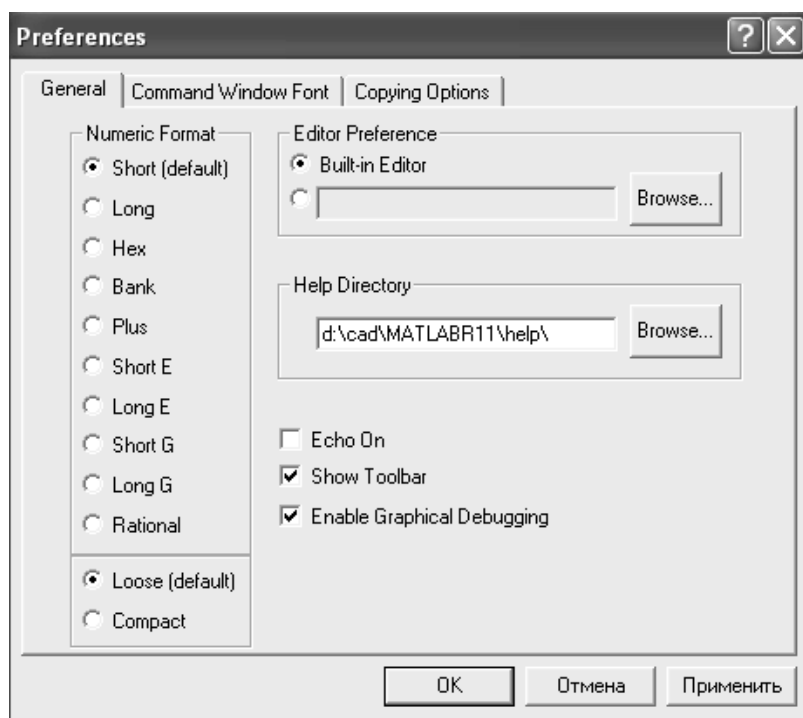 Preferences
General
Command Window Font
Copying Options
Numeric Format
Short (default)
Long
Hex
Bank
Plus
Short E
Long E
Short G
Long G
Rational
Loose (default)
Compact
Editor Preference
Built-in Editor
Browse...
Help Directory
d:\cad\MATLABR11\help\
Browse...
Echo On
Show Toolbar
Enable Graphical Debugging
OK
Отмена
Применить